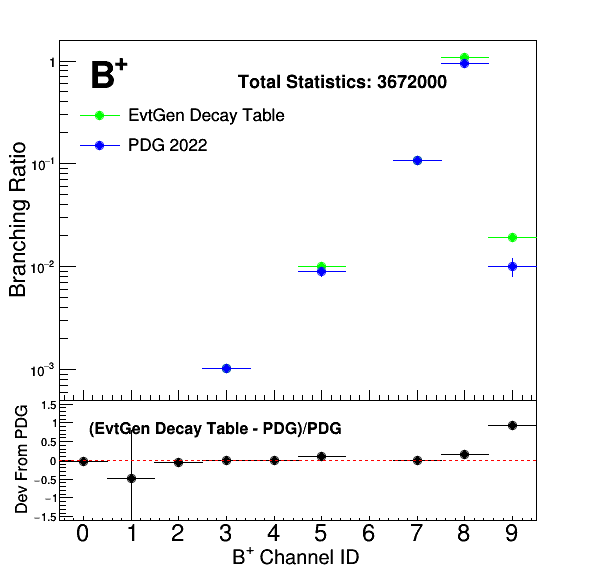 B+
Total Statistics: 3672000
EvtGen Decay Table
PDG 2022
Branching Ratio
1
10⁻¹
10⁻²
10⁻³
(EvtGen Decay Table - PDG)/PDG
Dev From PDG
1.5
1
0.5
0
−0.5
−1
−1.5
0 1 2 3 4 5 6 7 8 9
B⁺ Channel ID